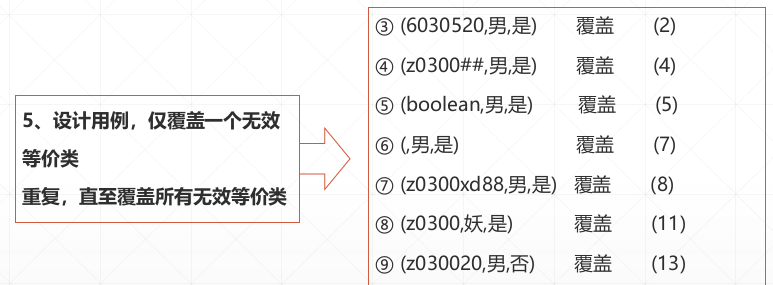 5、设计用例，仅覆盖一个无效
等价类
重复，直至覆盖所有无效等价类
③ (6030520,男,是) 覆盖 (2)
④ (z0300##,男,是) 覆盖 (4)
⑤ (boolean,男,是) 覆盖 (5)
⑥ (,男,是) 覆盖 (7)
⑦ (z0300xd88,男,是) 覆盖 (8)
⑧ (z0300,妖,是) 覆盖 (11)
⑨ (z030020,男,否) 覆盖 (13)